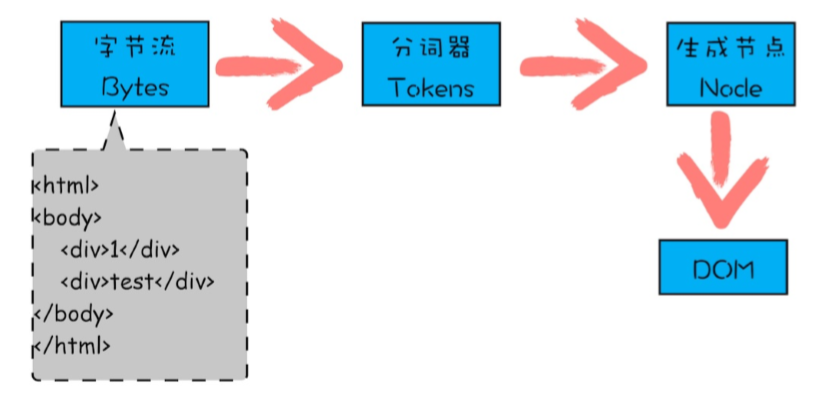 字节流
Bytes
分词器
Tokens
生成节点
Node
<html>
<body>
<div>1</div>
<div>test</div>
</body>
</html>
DOM